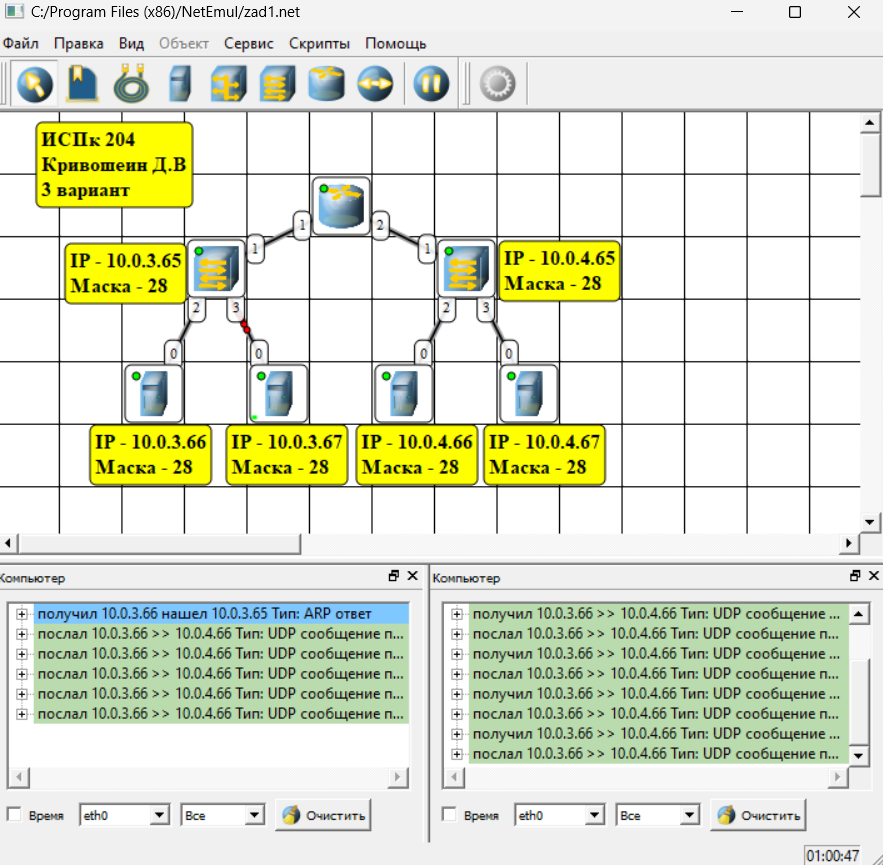 C:/Program Files (x86)/NetEmul/zad1.net
Файл Правка Вид Объект Сервис Скрипты Помощь
ИСПк 204
Кривошеин Д.В
3 вариант
1 2
1 1
IP - 10.0.3.65
Маска - 28
IP - 10.0.4.65
Маска - 28
2 3 2 3
0 0 0 0
IP - 10.0.3.66
Маска - 28
IP - 10.0.3.67
Маска - 28
IP - 10.0.4.66
Маска - 28
IP - 10.0.4.67
Маска - 28
Компьютер
получил 10.0.3.66 нашел 10.0.3.65 Тип: ARP ответ
послал 10.0.3.66 >> 10.0.4.66 Тип: UDP сообщение п...
послал 10.0.3.66 >> 10.0.4.66 Тип: UDP сообщение п...
послал 10.0.3.66 >> 10.0.4.66 Тип: UDP сообщение п...
послал 10.0.3.66 >> 10.0.4.66 Тип: UDP сообщение п...
послал 10.0.3.66 >> 10.0.4.66 Тип: UDP сообщение п...
Время eth0 Все Очистить
Компьютер
получил 10.0.3.66 >> 10.0.4.66 Тип: UDP сообщение ...
послал 10.0.3.66 >> 10.0.4.66 Тип: UDP сообщение п...
получил 10.0.3.66 >> 10.0.4.66 Тип: UDP сообщение ...
послал 10.0.3.66 >> 10.0.4.66 Тип: UDP сообщение п...
получил 10.0.3.66 >> 10.0.4.66 Тип: UDP сообщение ...
послал 10.0.3.66 >> 10.0.4.66 Тип: UDP сообщение п...
получил 10.0.3.66 >> 10.0.4.66 Тип: UDP сообщение ...
послал 10.0.3.66 >> 10.0.4.66 Тип: UDP сообщение п...
Время eth0 Все Очистить
01:00:47